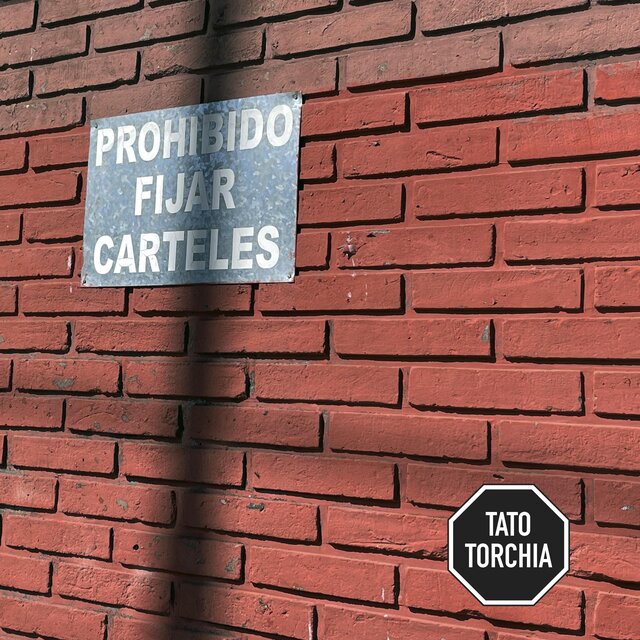 PROHIBIDO
FIJAR
CARTELES
TATO
TORCHIA